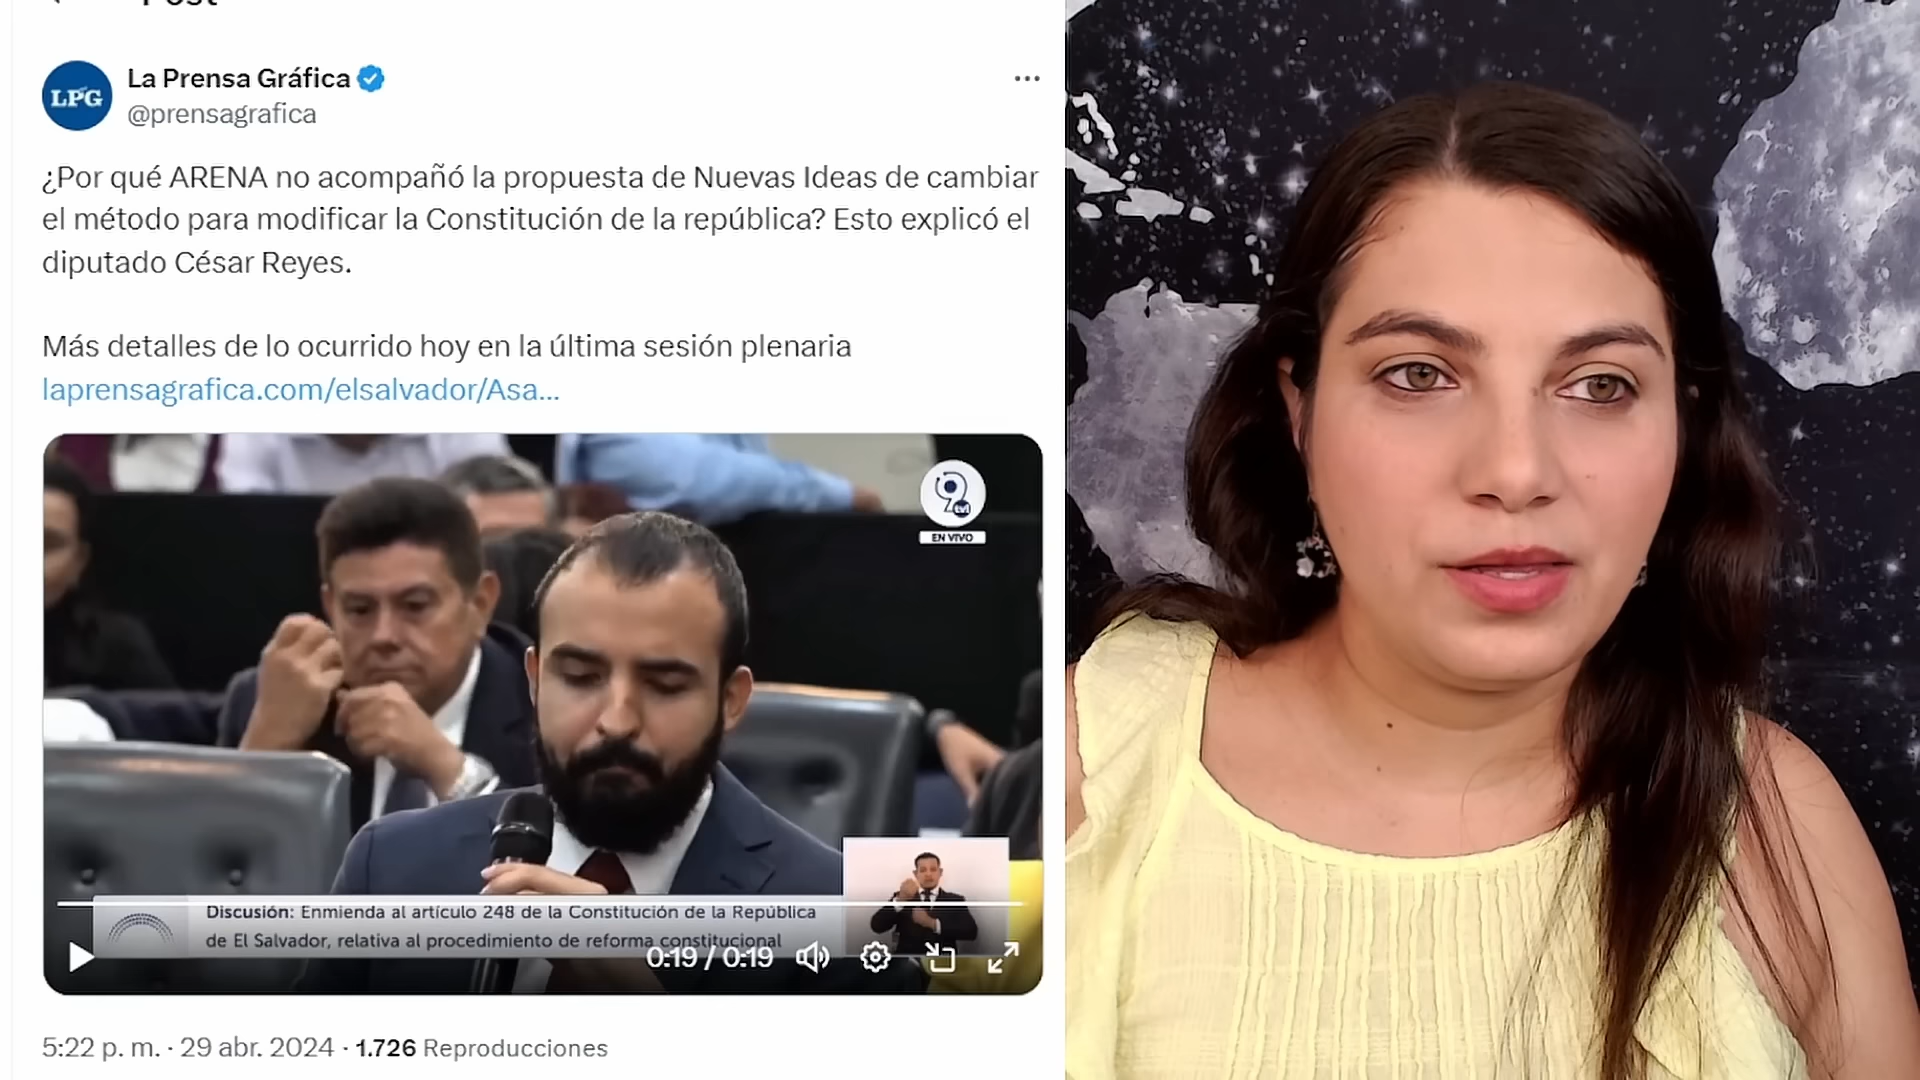 Post
LPG
La Prensa Gráfica
@prensagrafica
¿Por qué ARENA no acompañó la propuesta de Nuevas Ideas de cambiar
el método para modificar la Constitución de la república? Esto explicó el
diputado César Reyes.
Más detalles de lo ocurrido hoy en la última sesión plenaria
laprensagrafica.com/elsalvador/Asa...
9
tvl
EN VIVO
Discusión: Enmienda al artículo 248 de la Constitución de la República
de El Salvador, relativa al procedimiento de reforma constitucional
0:19 / 0:19
5:22 p. m. · 29 abr. 2024 · 1.726 Reproducciones